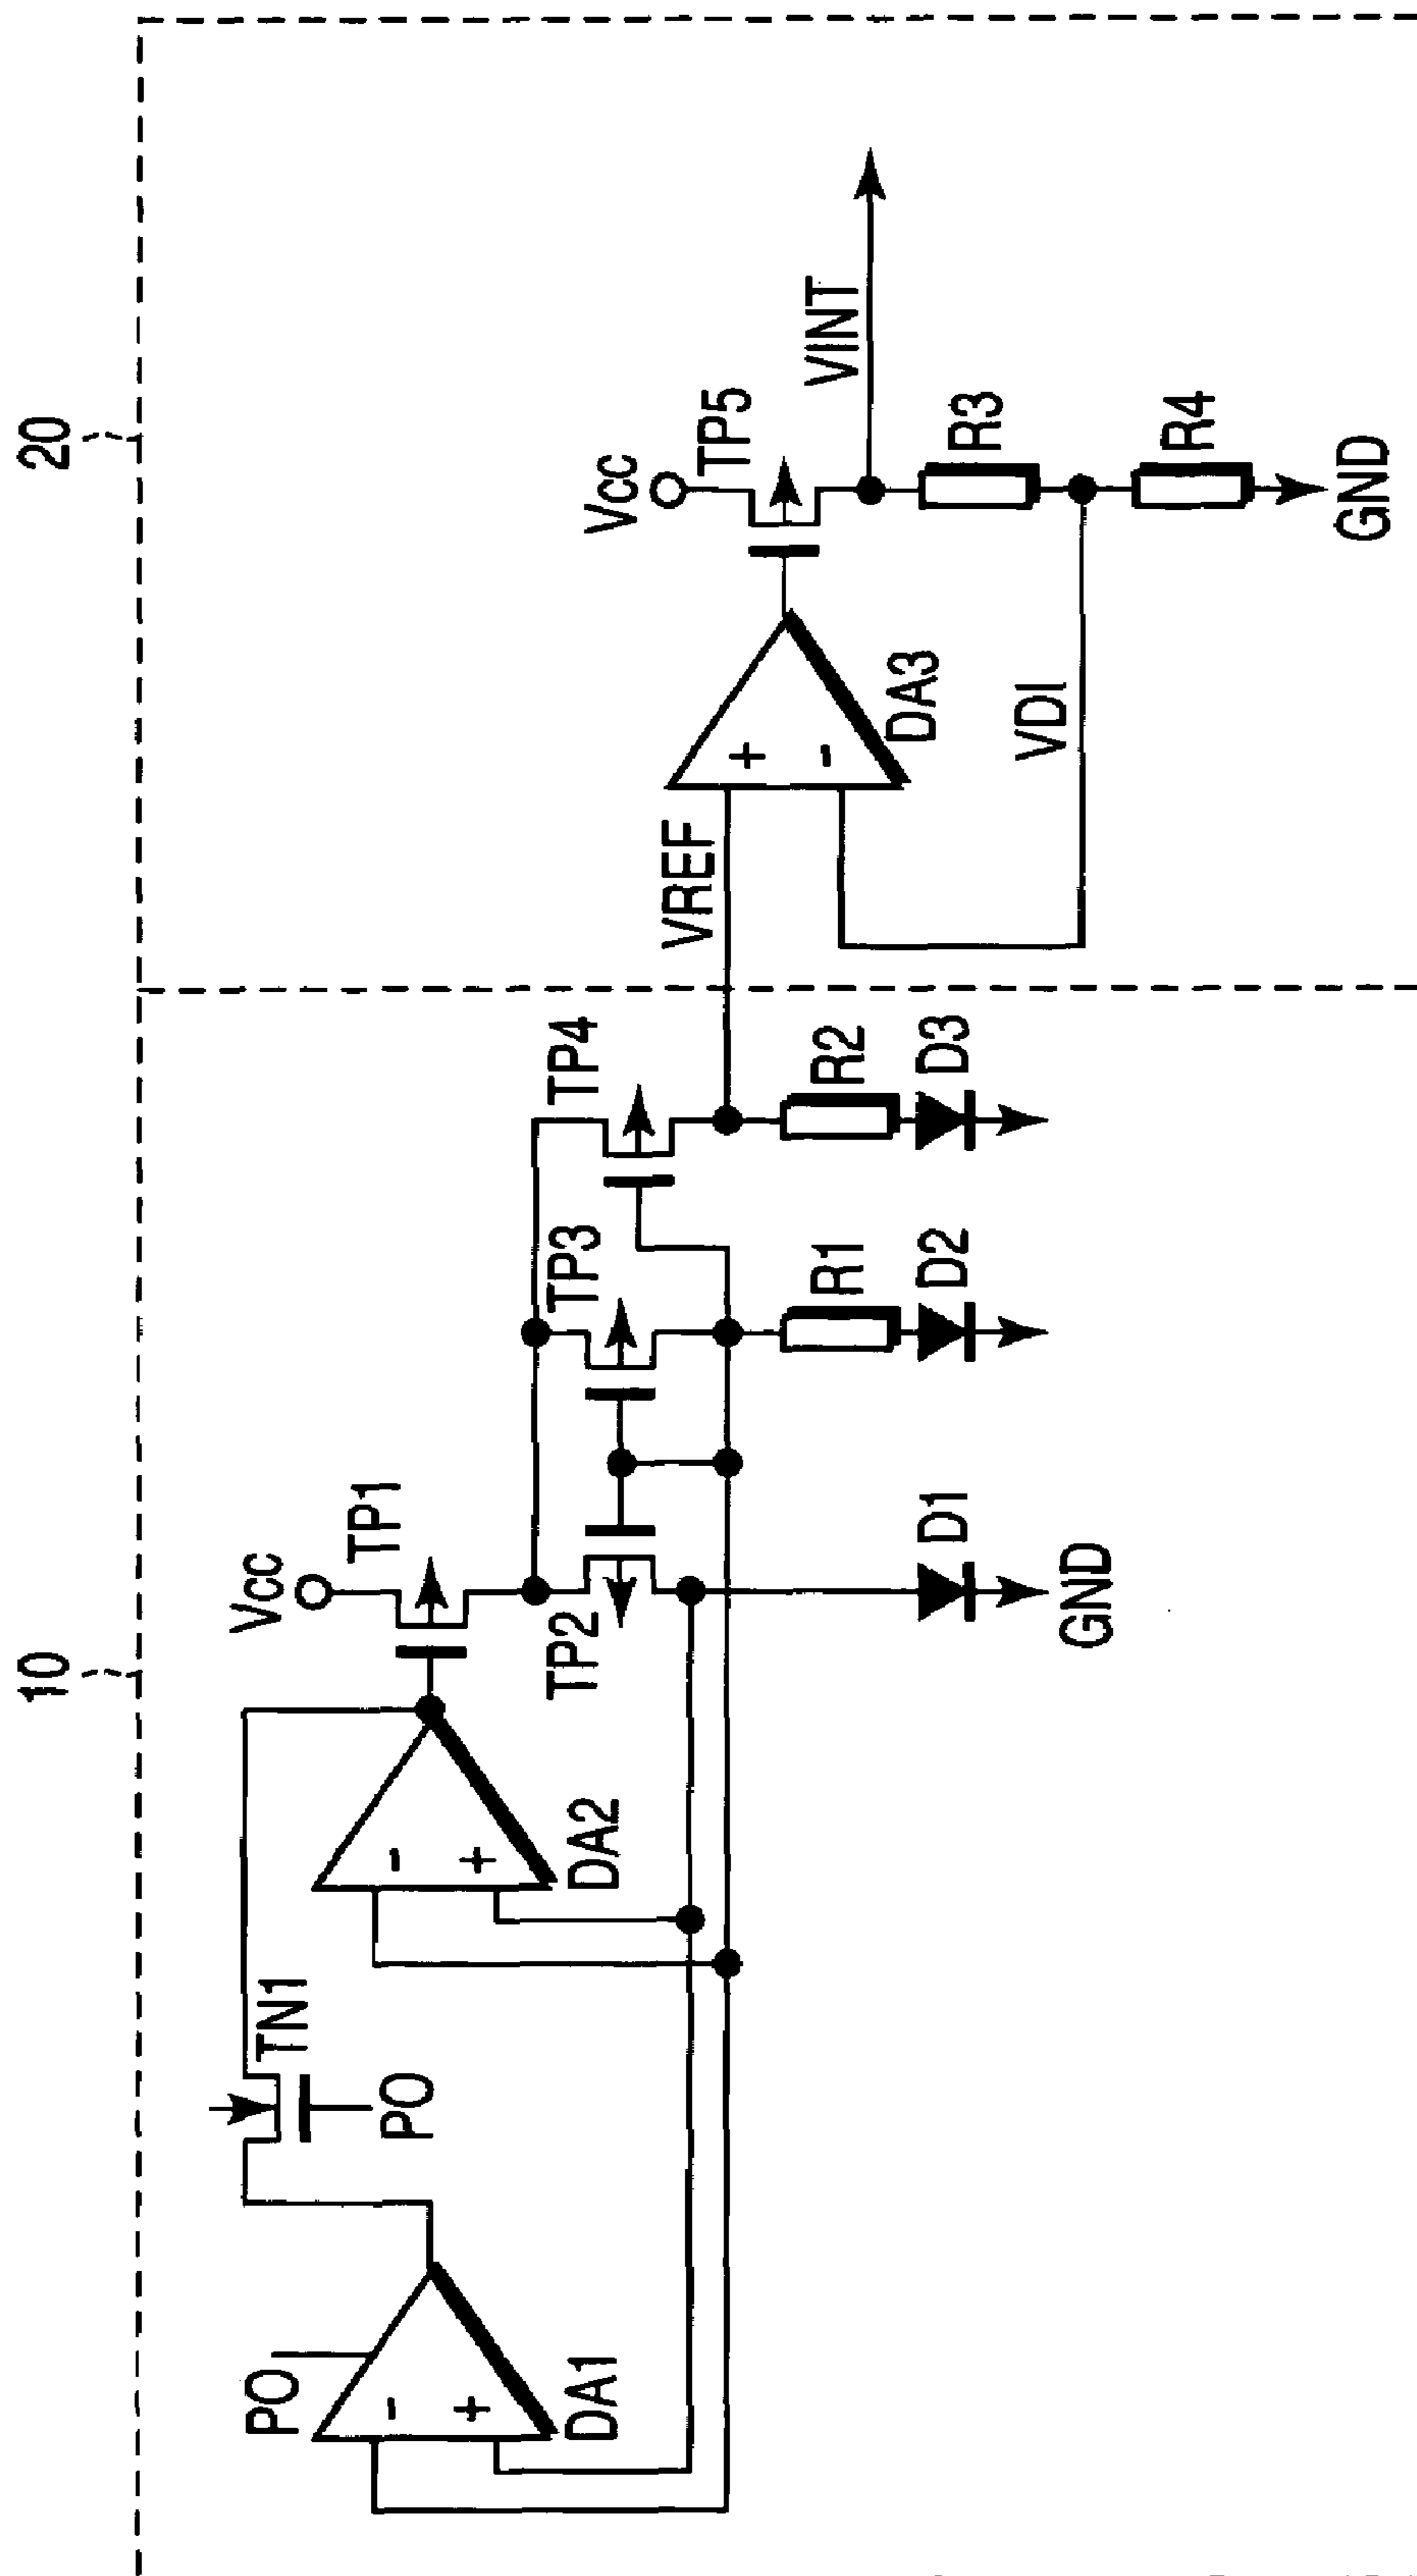 10
20
PO
-
+
DA1
TN1
PO
-
+
DA2
Vcc
TP1
TP2
TP3
TP4
D1
GND
R1
D2
R2
D3
VREF
+
-
DA3
VDI
Vcc
TP5
VINT
R3
R4
GND